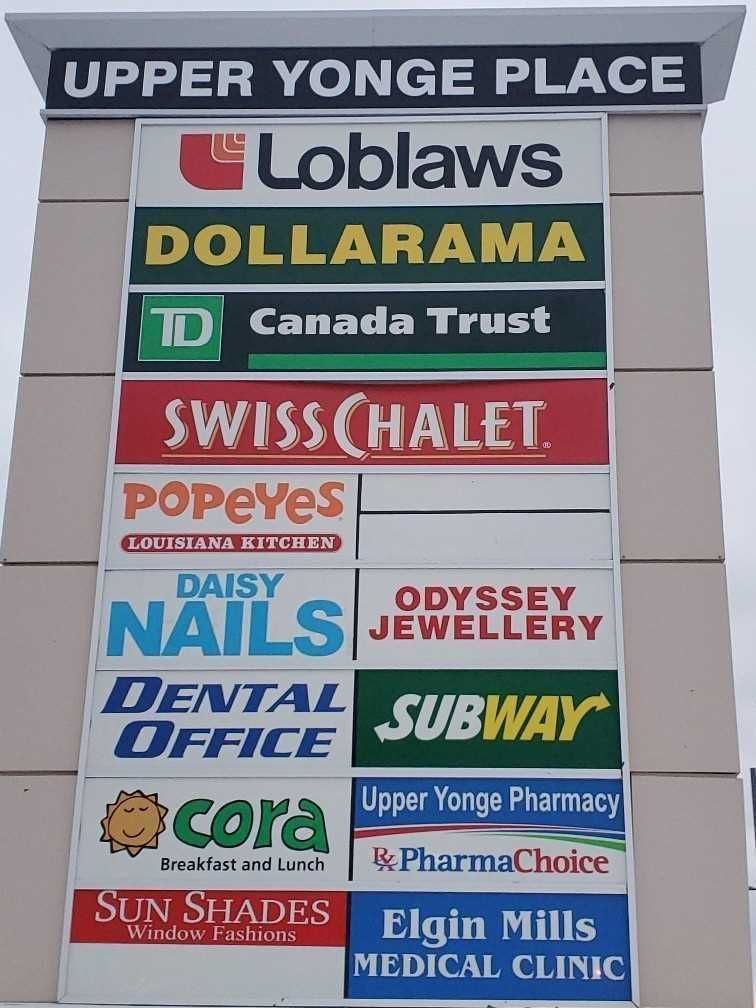 UPPER YONGE PLACE
Loblaws
DOLLARAMA
TD Canada Trust
SWISS CHALET
POPEYES
LOUISIANA KITCHEN
DAISY
NAILS
ODYSSEY
JEWELLERY
DENTAL
OFFICE
SUBWAY
cora
Breakfast and Lunch
Upper Yonge Pharmacy
Rx PharmaChoice
SUN SHADES
Window Fashions
Elgin Mills
MEDICAL CLINIC